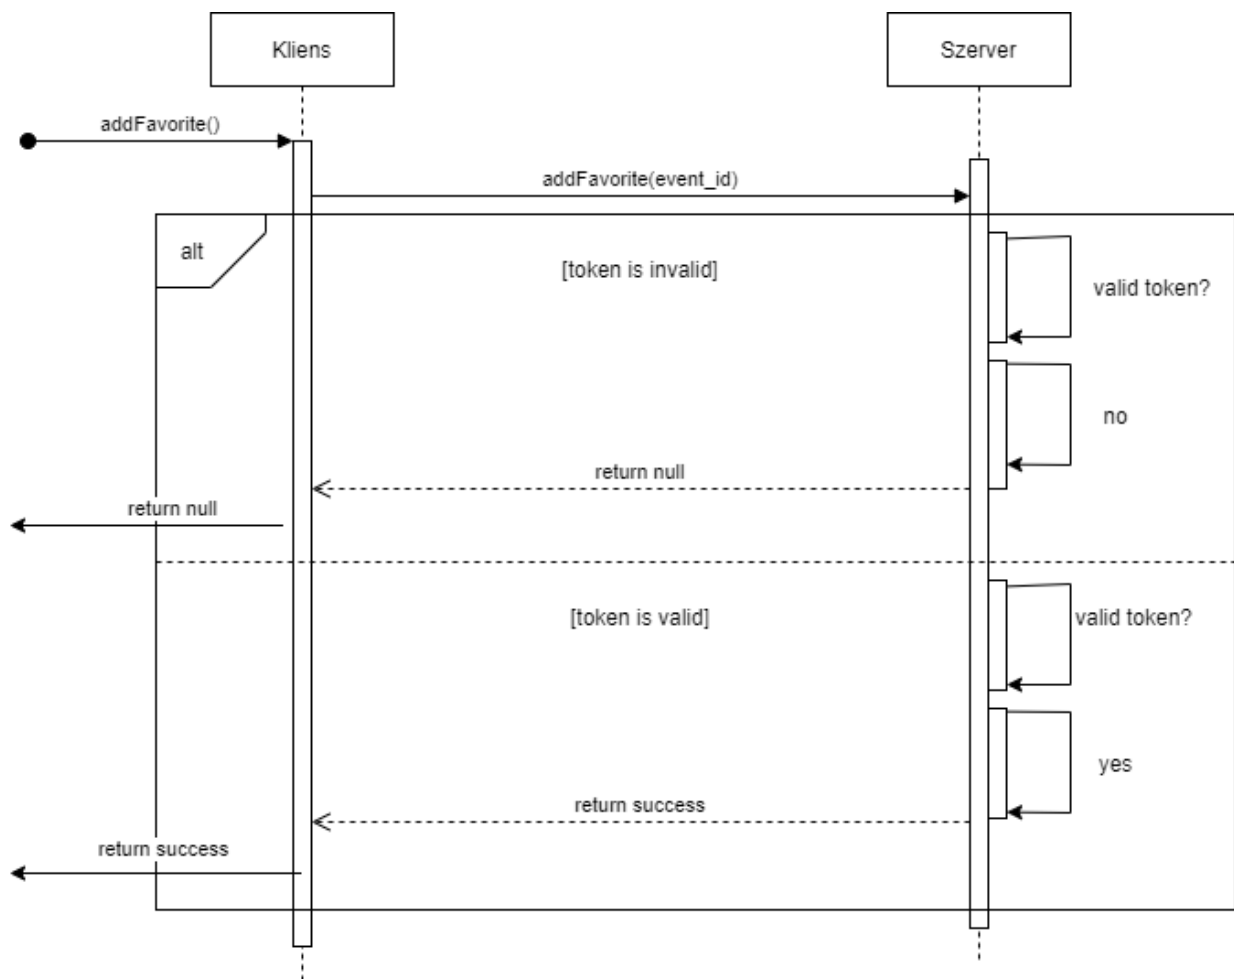 Kliens
Szerver
addFavorite()
addFavorite(event_id)
alt
[token is invalid]
valid token?
no
return null
return null
[token is valid]
valid token?
yes
return success
return success